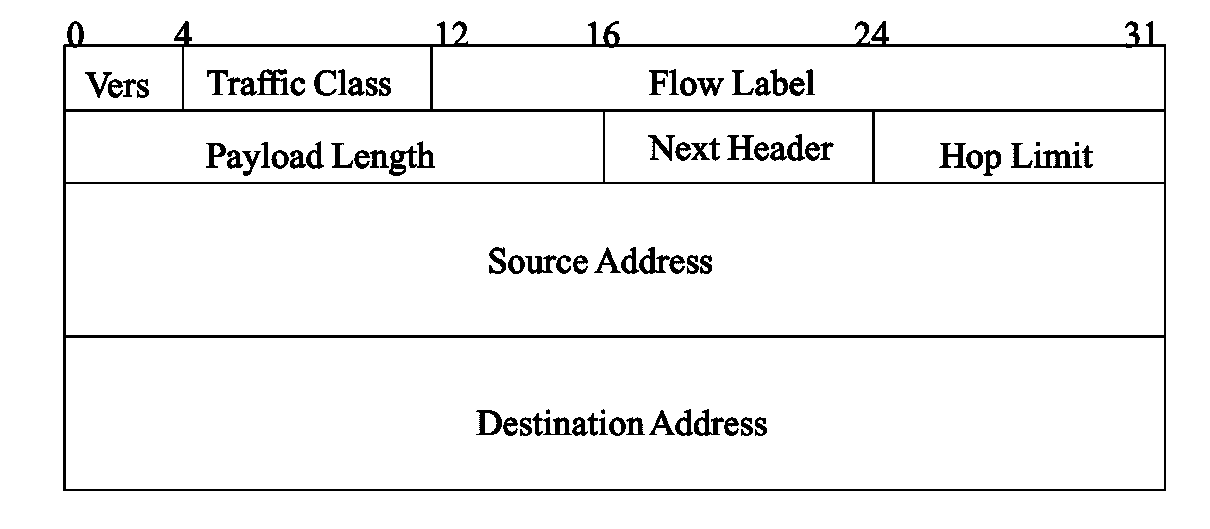 0 4 12 16 24 31
Vers Traffic Class Flow Label
Payload Length Next Header Hop Limit
Source Address
Destination Address